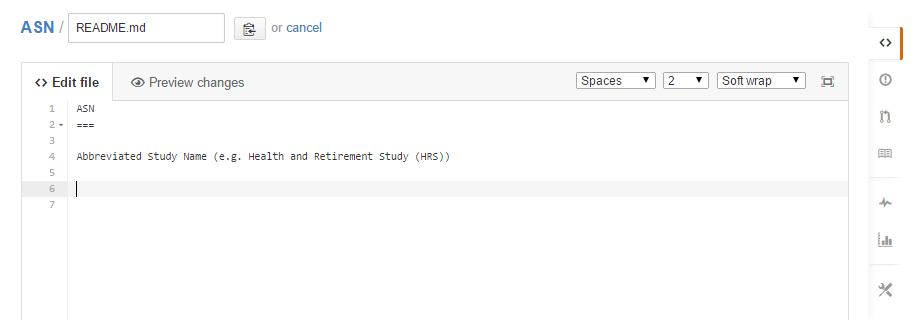 ASN / README.md or cancel
<> Edit file Preview changes Spaces 2 Soft wrap
1 ASN
2 ===
3
4 Abbreviated Study Name (e.g. Health and Retirement Study (HRS))
5
6
7